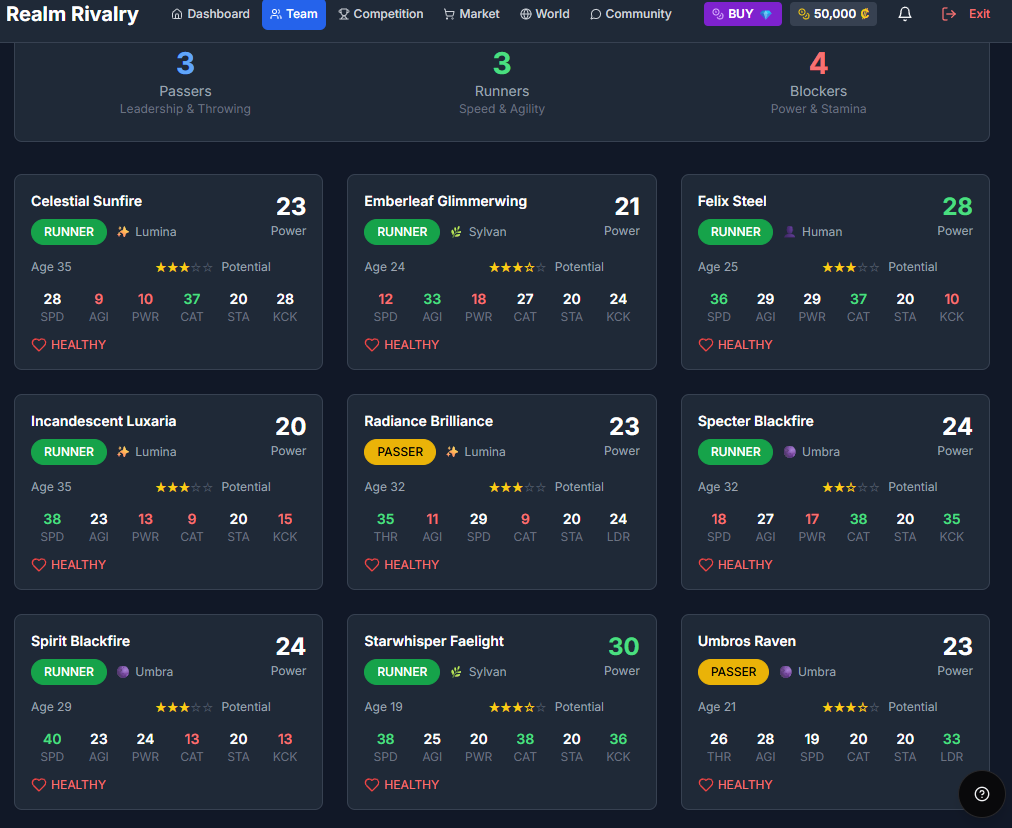 Realm Rivalry Dashboard Team Competition Market World Community BUY 50,000 ₡ Exit
3 3 4
Passers Runners Blockers
Leadership & Throwing Speed & Agility Power & Stamina
Celestial Sunfire 23
RUNNER Lumina Power
Age 35 ★★★☆☆ Potential
28 9 10 37 20 28
SPD AGI PWR CAT STA KCK
HEALTHY
Emberleaf Glimmerwing 21
RUNNER Sylvan Power
Age 24 ★★★☆☆ Potential
12 33 18 27 20 24
SPD AGI PWR CAT STA KCK
HEALTHY
Felix Steel 28
RUNNER Human Power
Age 25 ★★★☆☆ Potential
36 29 29 37 20 10
SPD AGI PWR CAT STA KCK
HEALTHY
Incandescent Luxaria 20
RUNNER Lumina Power
Age 35 ★★★☆☆ Potential
38 23 13 9 20 15
SPD AGI PWR CAT STA KCK
HEALTHY
Radiance Brilliance 23
PASSER Lumina Power
Age 32 ★★★☆☆ Potential
35 11 29 9 20 24
THR AGI SPD CAT STA LDR
HEALTHY
Specter Blackfire 24
RUNNER Umbra Power
Age 32 ★★☆☆☆ Potential
18 27 17 38 20 35
SPD AGI PWR CAT STA KCK
HEALTHY
Spirit Blackfire 24
RUNNER Umbra Power
Age 29 ★★★☆☆ Potential
40 23 24 13 20 13
SPD AGI PWR CAT STA KCK
HEALTHY
Starwhisper Faelight 30
RUNNER Sylvan Power
Age 19 ★★★☆☆ Potential
38 25 20 38 20 36
SPD AGI PWR CAT STA KCK
HEALTHY
Umbros Raven 23
PASSER Umbra Power
Age 21 ★★★☆☆ Potential
26 28 19 20 20 33
THR AGI SPD CAT STA LDR
HEALTHY
?